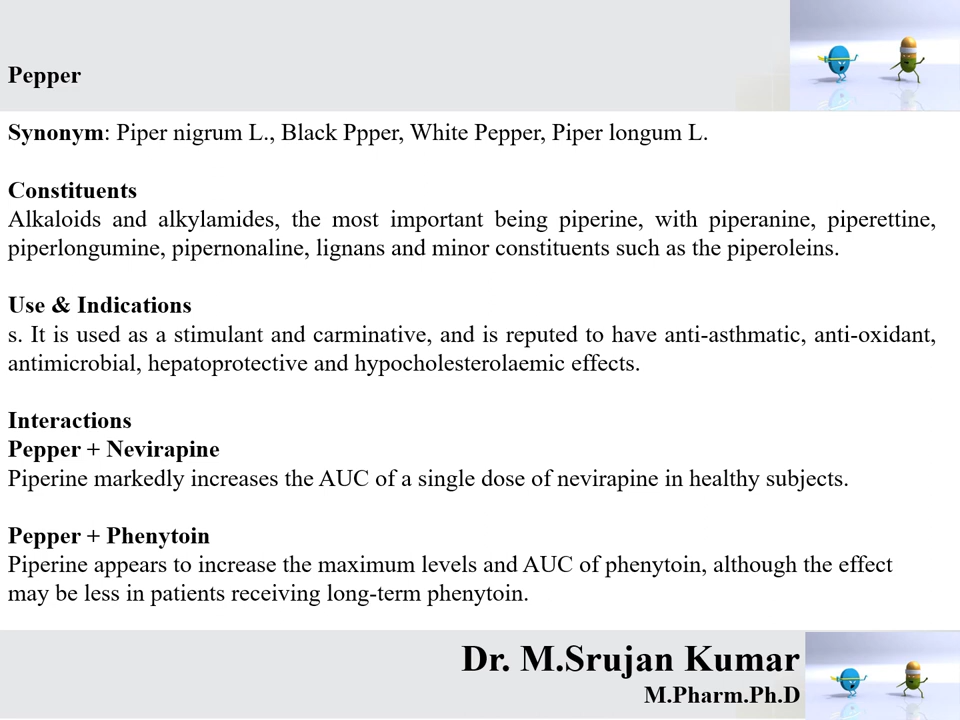 Pepper
Synonym: Piper nigrum L., Black Ppper, White Pepper, Piper longum L.
Constituents
Alkaloids and alkylamides, the most important being piperine, with piperanine, piperettine,
piperlongumine, pipernonaline, lignans and minor constituents such as the piperoleins.
Use & Indications
s. It is used as a stimulant and carminative, and is reputed to have anti-asthmatic, anti-oxidant,
antimicrobial, hepatoprotective and hypocholesterolaemic effects.
Interactions
Pepper + Nevirapine
Piperine markedly increases the AUC of a single dose of nevirapine in healthy subjects.
Pepper + Phenytoin
Piperine appears to increase the maximum levels and AUC of phenytoin, although the effect
may be less in patients receiving long-term phenytoin.
Dr. M.Srujan Kumar
M.Pharm.Ph.D